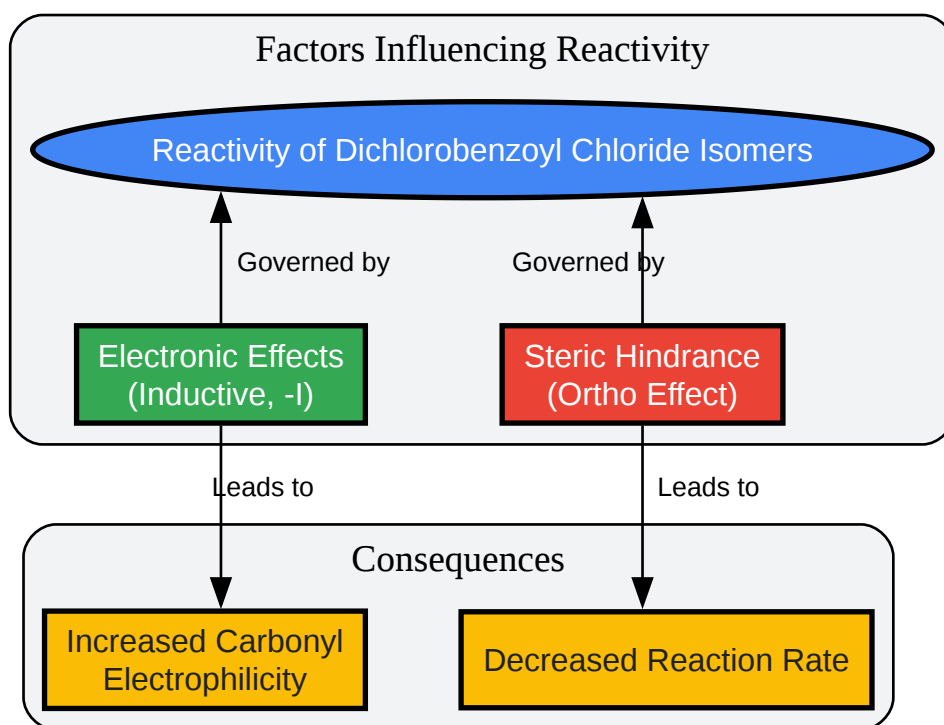 Factors Influencing Reactivity
Reactivity of Dichlorobenzoyl Chloride Isomers
Governed by
Governed by
Electronic Effects
(Inductive, -I)
Steric Hindrance
(Ortho Effect)
Leads to
Leads to
Consequences
Increased Carbonyl
Electrophilicity
Decreased Reaction Rate